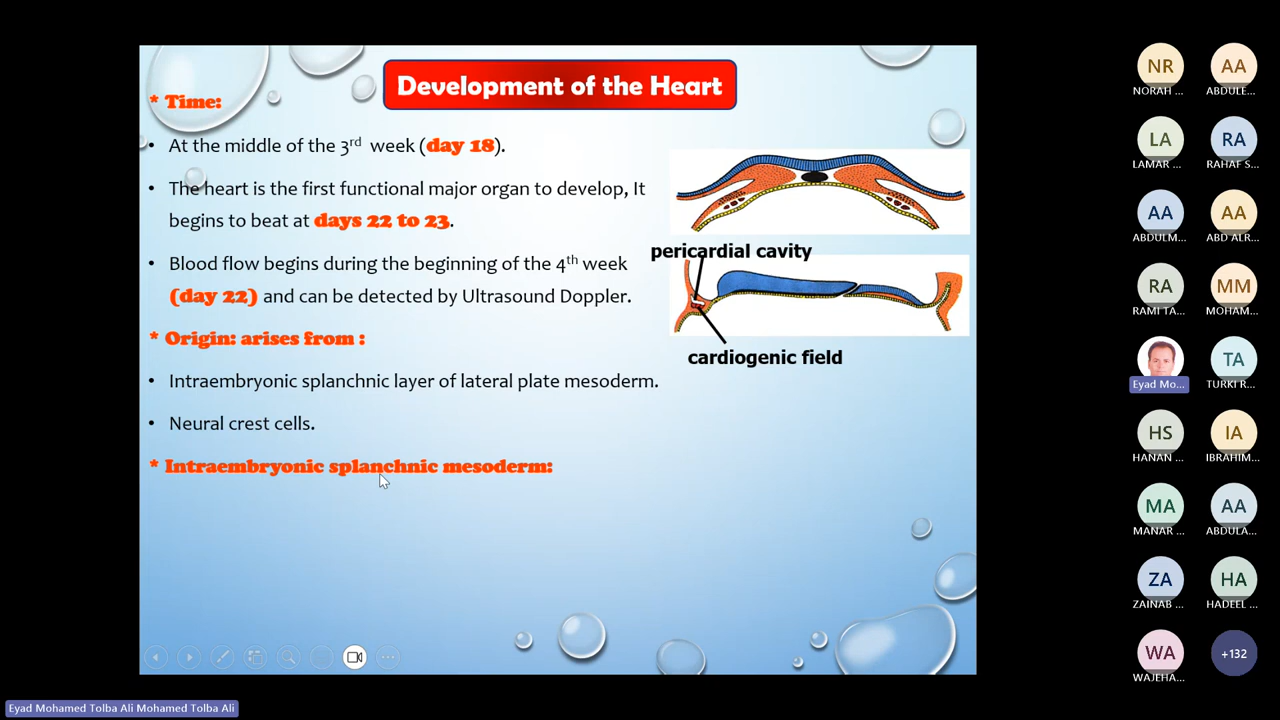 Development of the Heart
* Time:
• At the middle of the 3rd week (day 18).
• The heart is the first functional major organ to develop, It
begins to beat at days 22 to 23.
• Blood flow begins during the beginning of the 4th week
(day 22) and can be detected by Ultrasound Doppler.
* Origin: arises from :
• Intraembryonic splanchnic layer of lateral plate mesoderm.
• Neural crest cells.
* Intraembryonic splanchnic mesoderm:
pericardial cavity
cardiogenic field
NR
NORAH ...
AA
ABDULE...
LA
LAMAR ...
RA
RAHAF S...
AA
ABDULM...
AA
ABD ALR...
RA
RAMI TA...
MM
MOHAM...
Eyad Mo...
TA
TURKI R...
HS
HANAN ...
IA
IBRAHIM...
MA
MANAR ...
AA
ABDULA...
ZA
ZAINAB ...
HA
HADEEL ...
WA
WAJEHA...
+132
Eyad Mohamed Tolba Ali Mohamed Tolba Ali